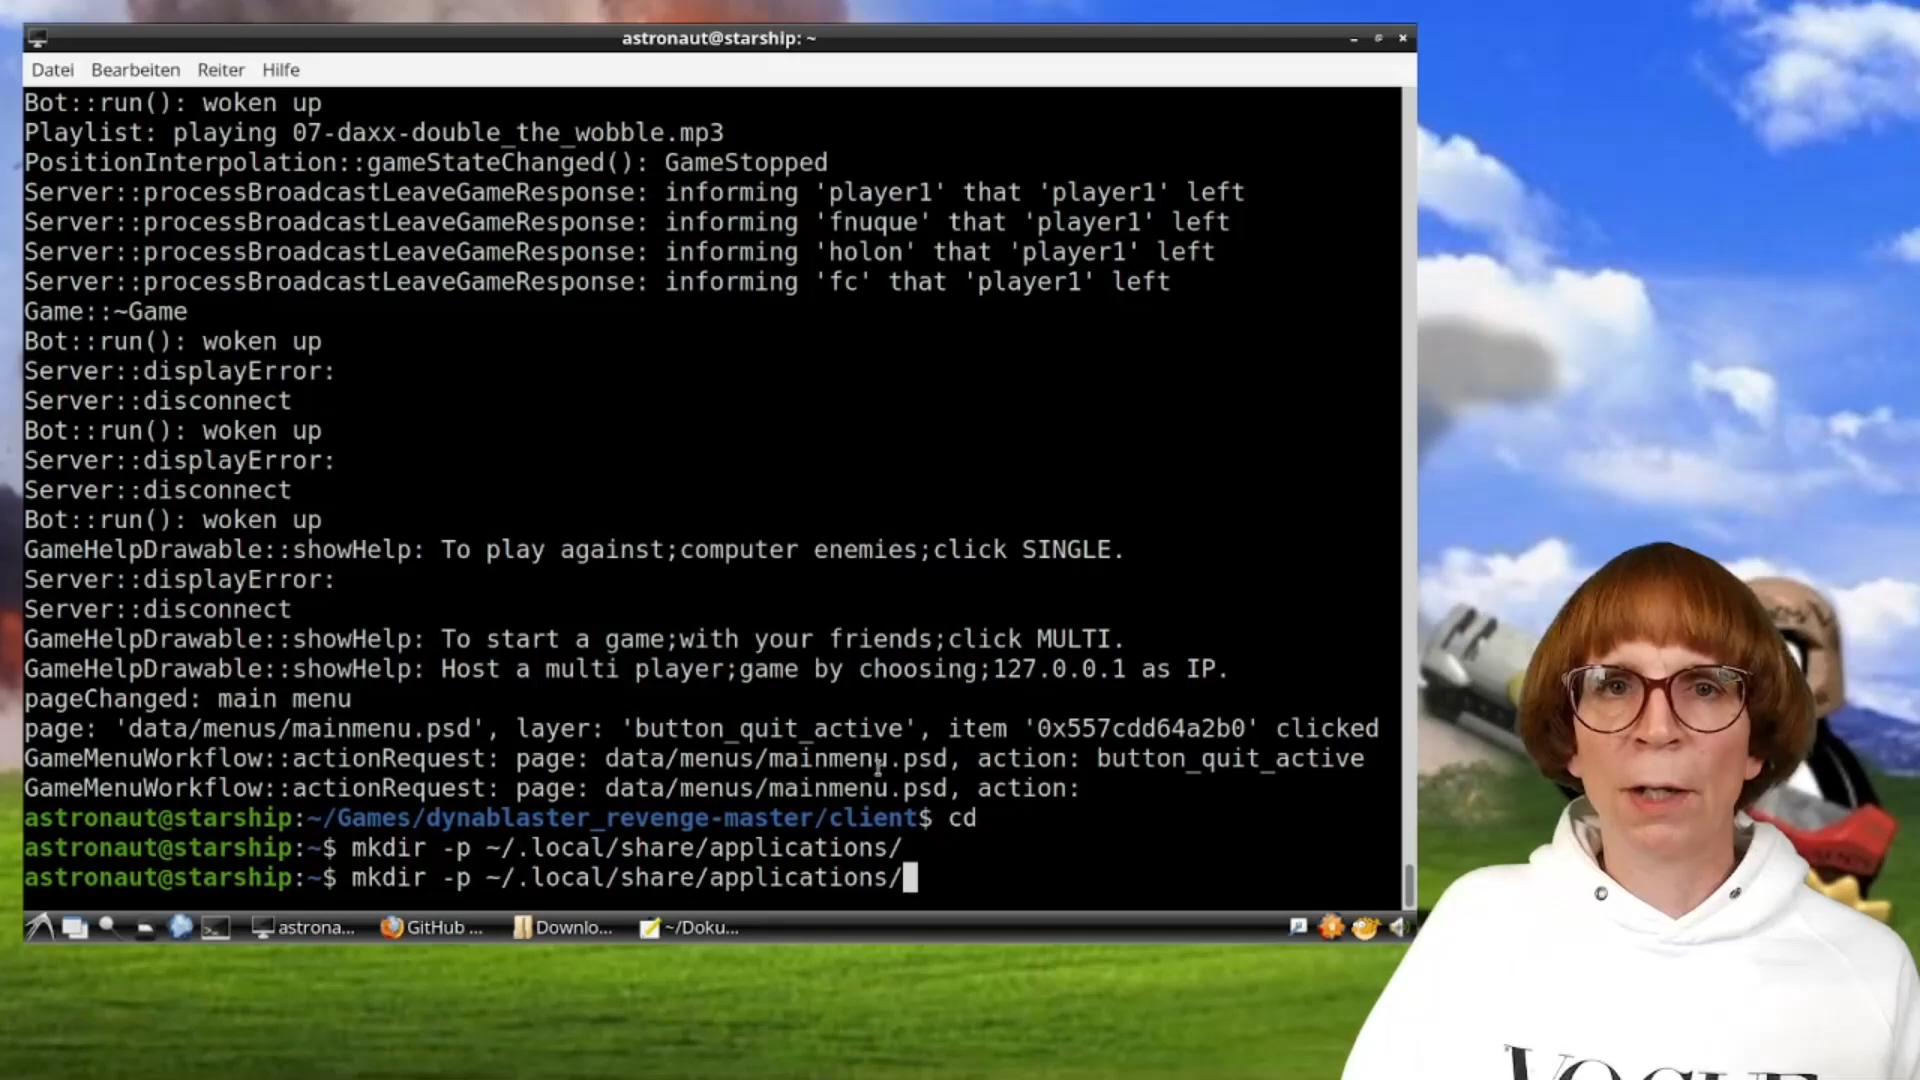 astronaut@starship: ~
Datei Bearbeiten Reiter Hilfe
Bot::run(): woken up
Playlist: playing 07-daxx-double_the_wobble.mp3
PositionInterpolation::gameStateChanged(): GameStopped
Server::processBroadcastLeaveGameResponse: informing 'player1' that 'player1' left
Server::processBroadcastLeaveGameResponse: informing 'fnuque' that 'player1' left
Server::processBroadcastLeaveGameResponse: informing 'holon' that 'player1' left
Server::processBroadcastLeaveGameResponse: informing 'fc' that 'player1' left
Game::~Game
Bot::run(): woken up
Server::displayError:
Server::disconnect
Bot::run(): woken up
Server::displayError:
Server::disconnect
Bot::run(): woken up
GameHelpDrawable::showHelp: To play against;computer enemies;click SINGLE.
Server::displayError:
Server::disconnect
GameHelpDrawable::showHelp: To start a game;with your friends;click MULTI.
GameHelpDrawable::showHelp: Host a multi player;game by choosing;127.0.0.1 as IP.
pageChanged: main menu
page: 'data/menus/mainmenu.psd', layer: 'button_quit_active', item '0x557cdd64a2b0' clicked
GameMenuWorkflow::actionRequest: page: data/menus/mainmenu.psd, action: button_quit_active
GameMenuWorkflow::actionRequest: page: data/menus/mainmenu.psd, action:
astronaut@starship:~/Games/dynablaster_revenge-master/client$ cd
astronaut@starship:~$ mkdir -p ~/.local/share/applications/
astronaut@starship:~$ mkdir -p ~/.local/share/applications/
astrona... GitHub ... Downlo... ~/Doku...
VOGUE